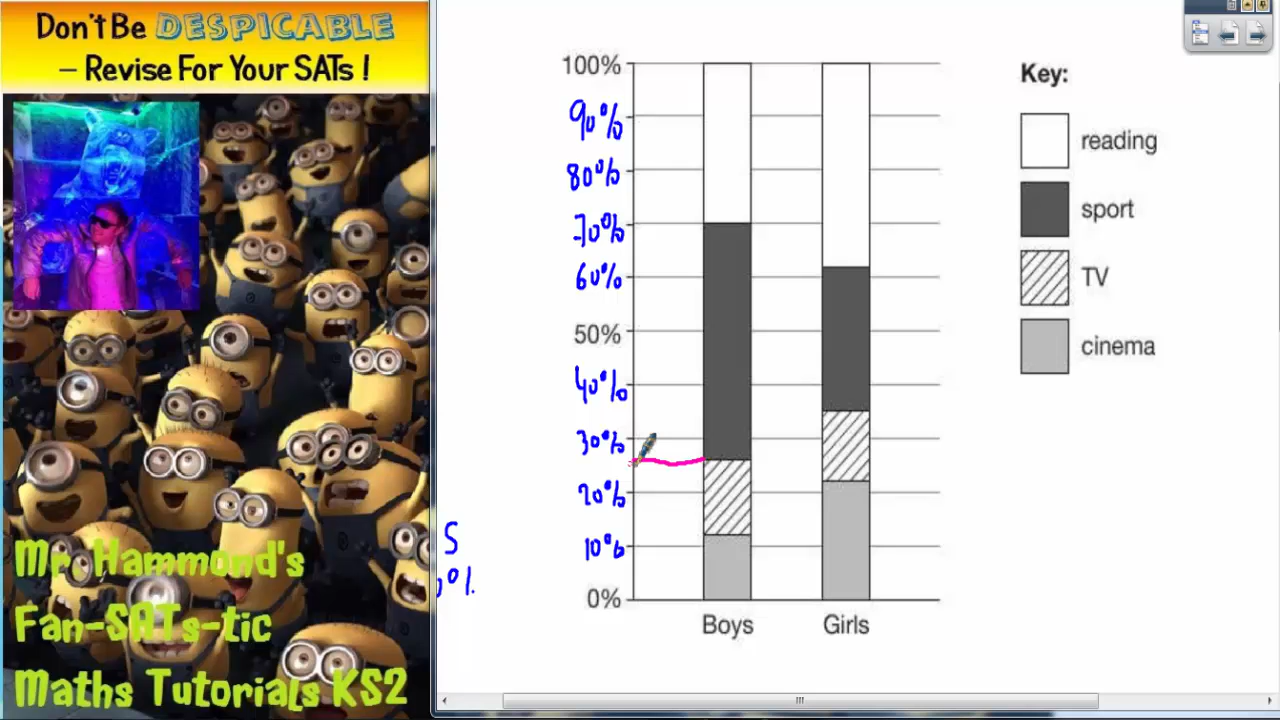 Don't Be DESPICABLE
– Revise For Your SATs !
Mr. Hammond's
Fan-SATs-tic
Maths Tutorials KS2
100%
90%
80%
70%
60%
50%
40%
30%
20%
10%
0%
S
0%
Boys
Girls
Key:
reading
sport
TV
cinema